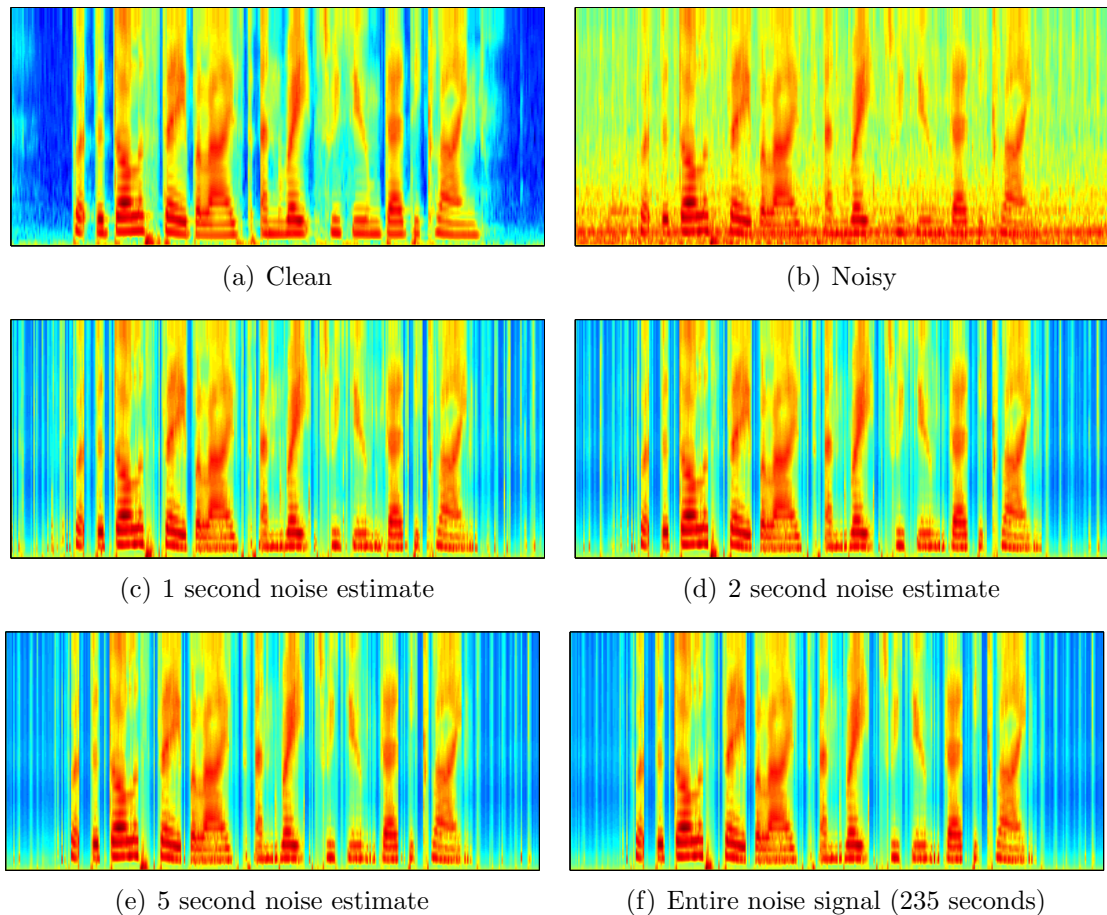 (a) Clean
(b) Noisy
(c) 1 second noise estimate
(d) 2 second noise estimate
(e) 5 second noise estimate
(f) Entire noise signal (235 seconds)